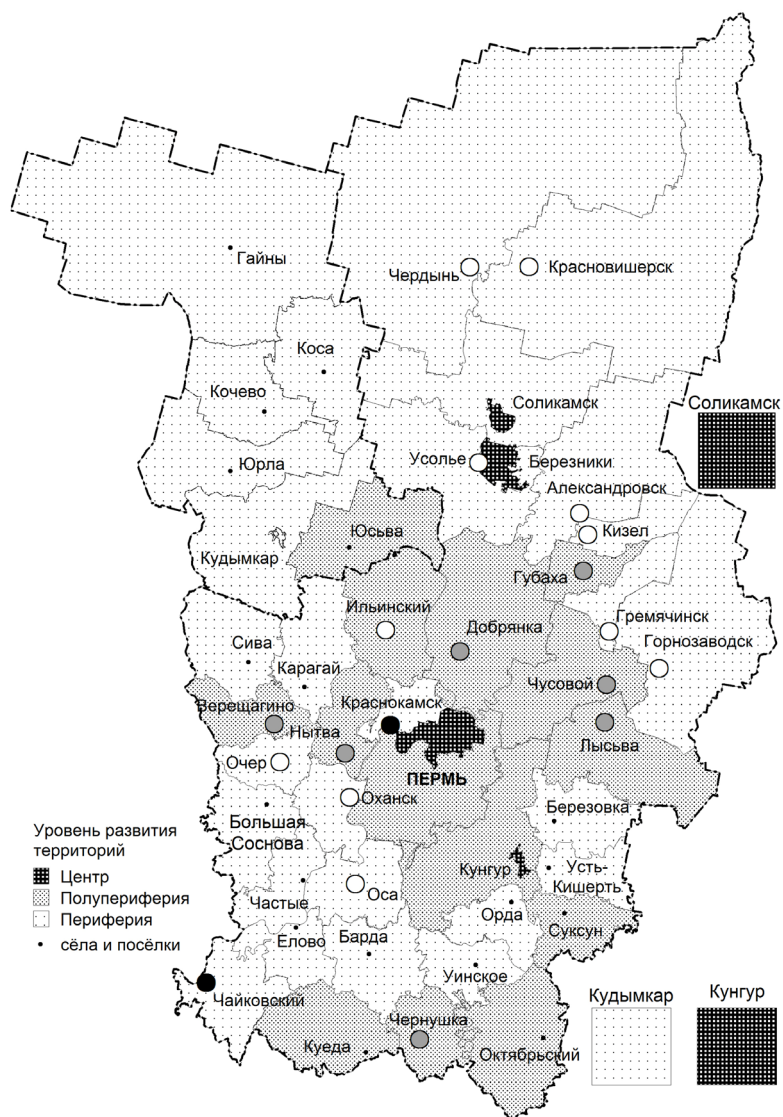 Гайны
Чердынь
Красновишерск
Коса
Кочево
Соликамск
Соликамск
Юрла
Усолье
Березники
Александровск
Кизел
Юсьва
Кудымкар
Губаха
Ильинский
Добрянка
Гремячинск
Сива
Горнозаводск
Карагай
Чусовой
Верещагино
Краснокамск
Нытва
Лысьва
Очер
ПЕРМЬ
Оханск
Березовка
Большая
Соснова
Уровень развития
территорий
Центр
Полупериферия
Периферия
сёла и посёлки
Кунгур
Усть-
Кишерть
Частые
Оса
Орда
Суксун
Елово
Барда
Уинское
Чайковский
Кудымкар
Кунгур
Чернушка
Куеда
Октябрьский